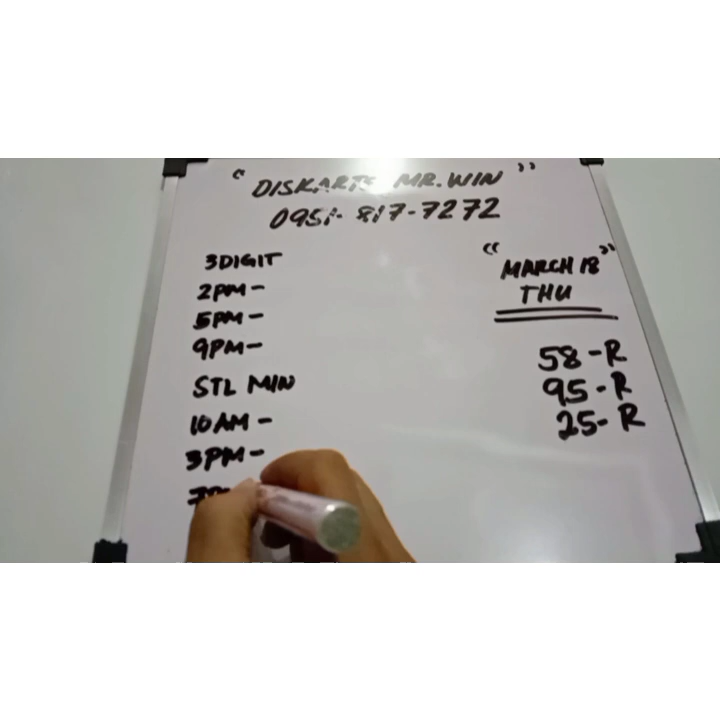 “ DISKARTE MR. WIN ”
0951-817-7272
3DIGIT
2PM-
5PM-
9PM-
STL MIN
10AM-
3PM-
“ MARCH 18 ”
THU
58-R
95-R
25-R